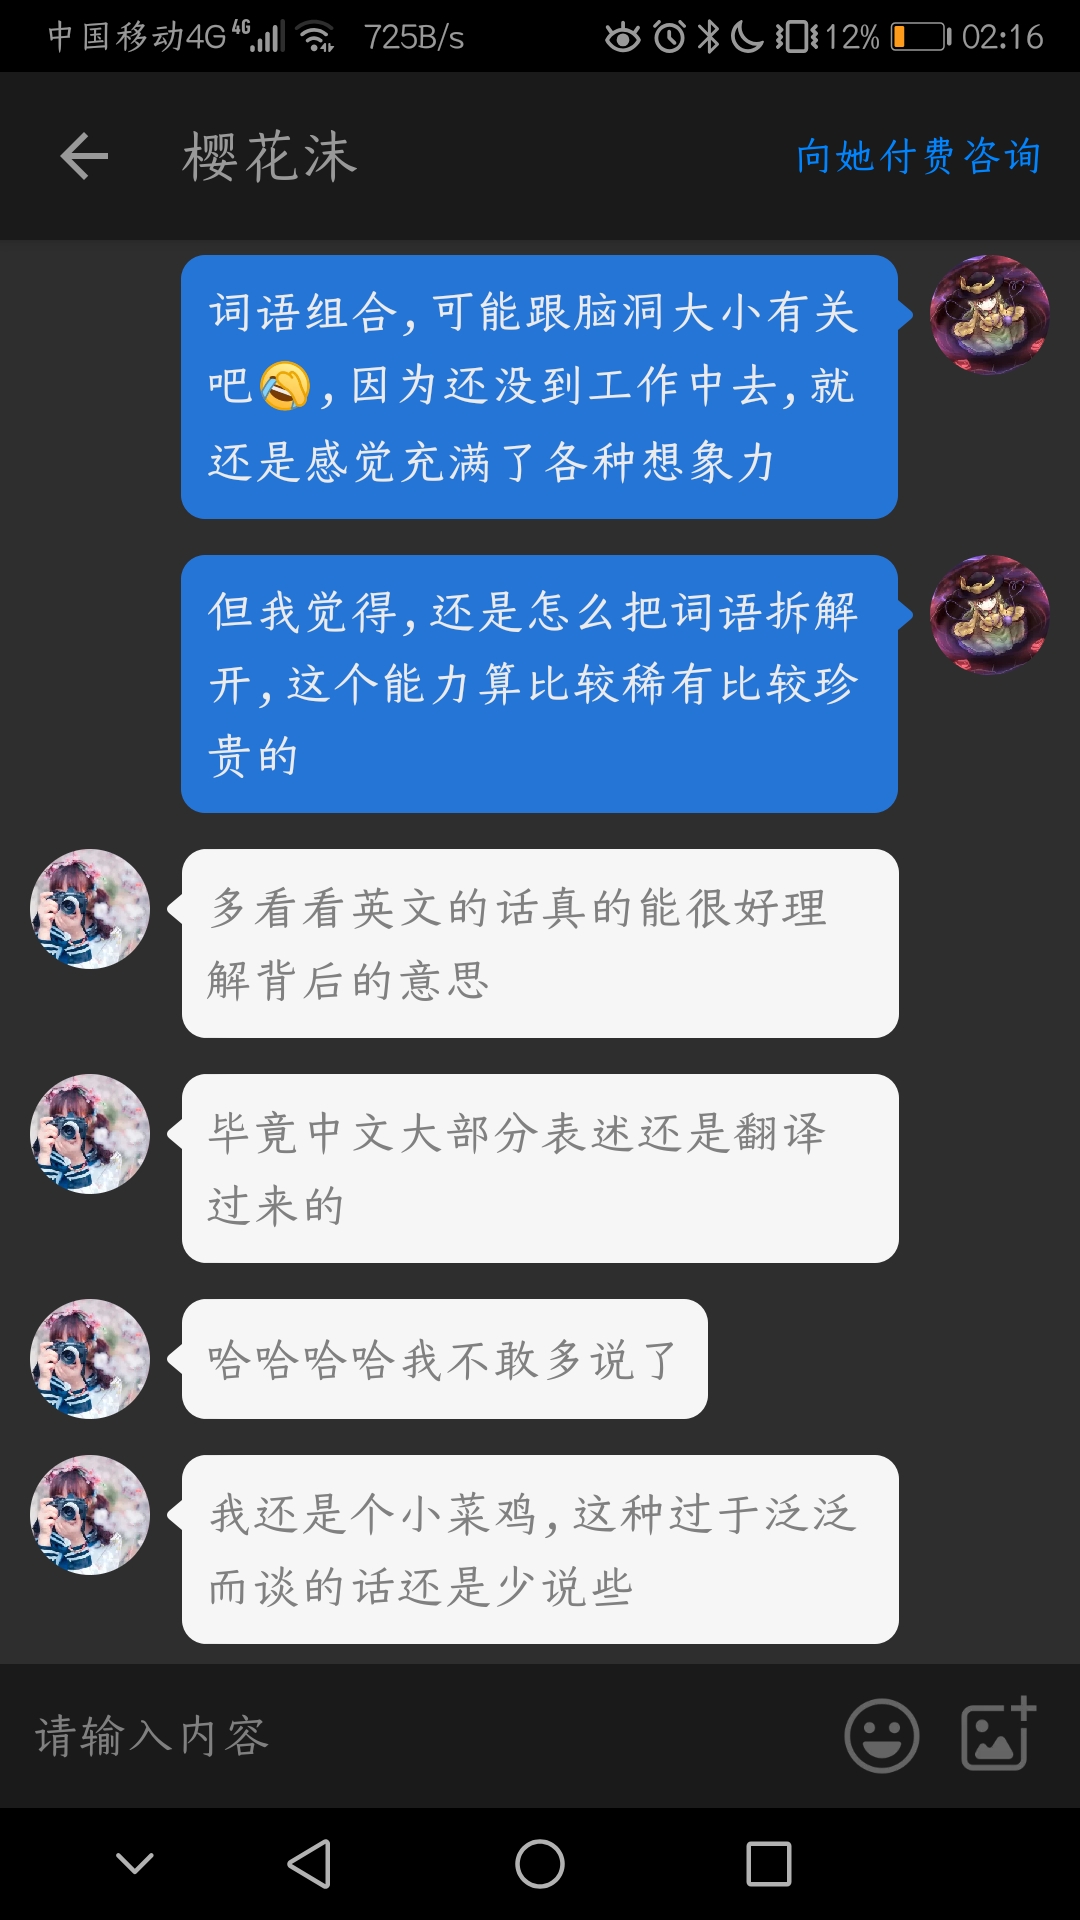 中国移动4G 4G 725B/s 12% 02:16
樱花沫 向她付费咨询
词语组合,可能跟脑洞大小有关
吧🤣,因为还没到工作中去,就
还是感觉充满了各种想象力
但我觉得,还是怎么把词语拆解
开,这个能力算比较稀有比较珍
贵的
多看看英文的话真的能很好理
解背后的意思
毕竟中文大部分表述还是翻译
过来的
哈哈哈哈我不敢多说了
我还是个小菜鸡,这种过于泛泛
而谈的话还是少说些
请输入内容